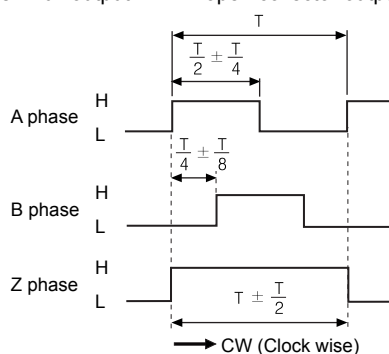 T
T/2 ± T/4
H
A phase
L
T/4 ± T/8
H
B phase
L
H
Z phase
L
T ± T/2
CW (Clock wise)